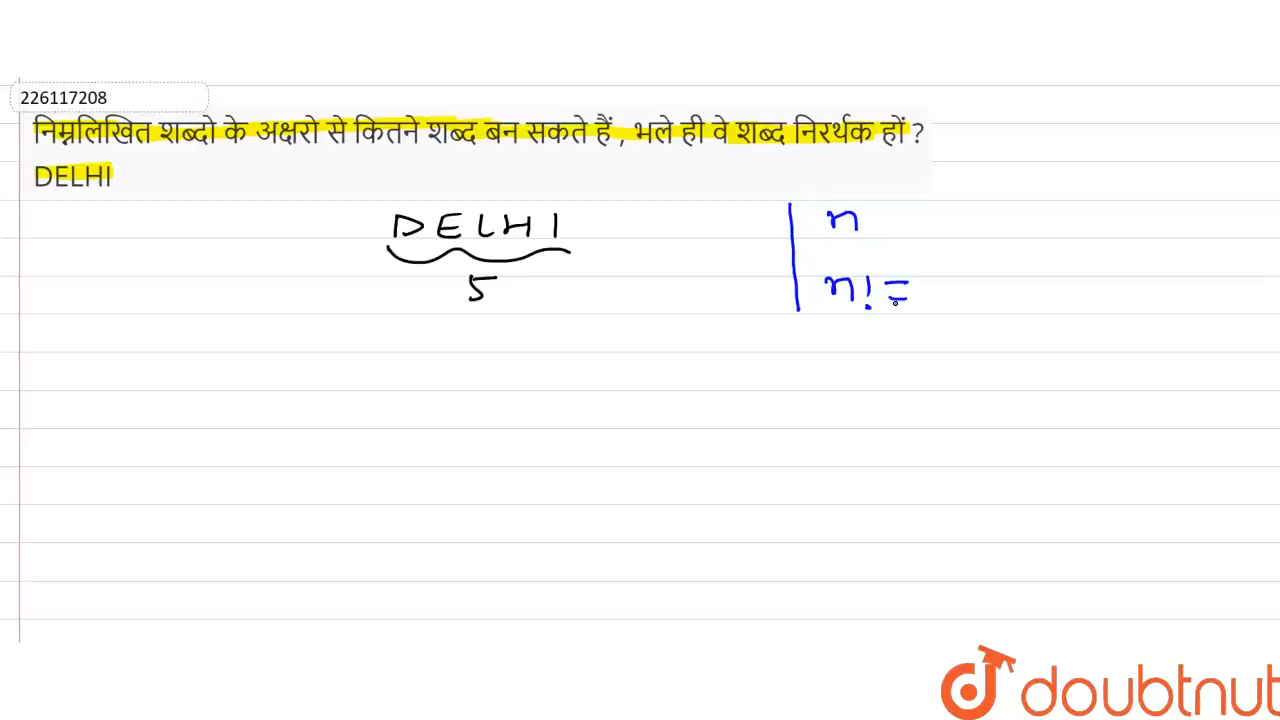 226117208
निम्नलिखित शब्दो के अक्षरो से कितने शब्द बन सकते हैं , भले ही वे शब्द निरर्थक हों ?
DELHI
DELHI
5
n
n! =
doubtnut